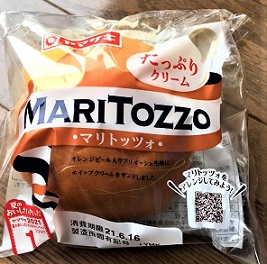 ヤマザキ
たっぷり
クリーム
MARITOZZO
・マリトッツォ・
オレンジピール入りのブリオッシュ生地に
ホイップクリームをサンドしました。
マリトッツォを
アレンジしてみよう!
2021
消費期限 21.6.16
製造所固有記号